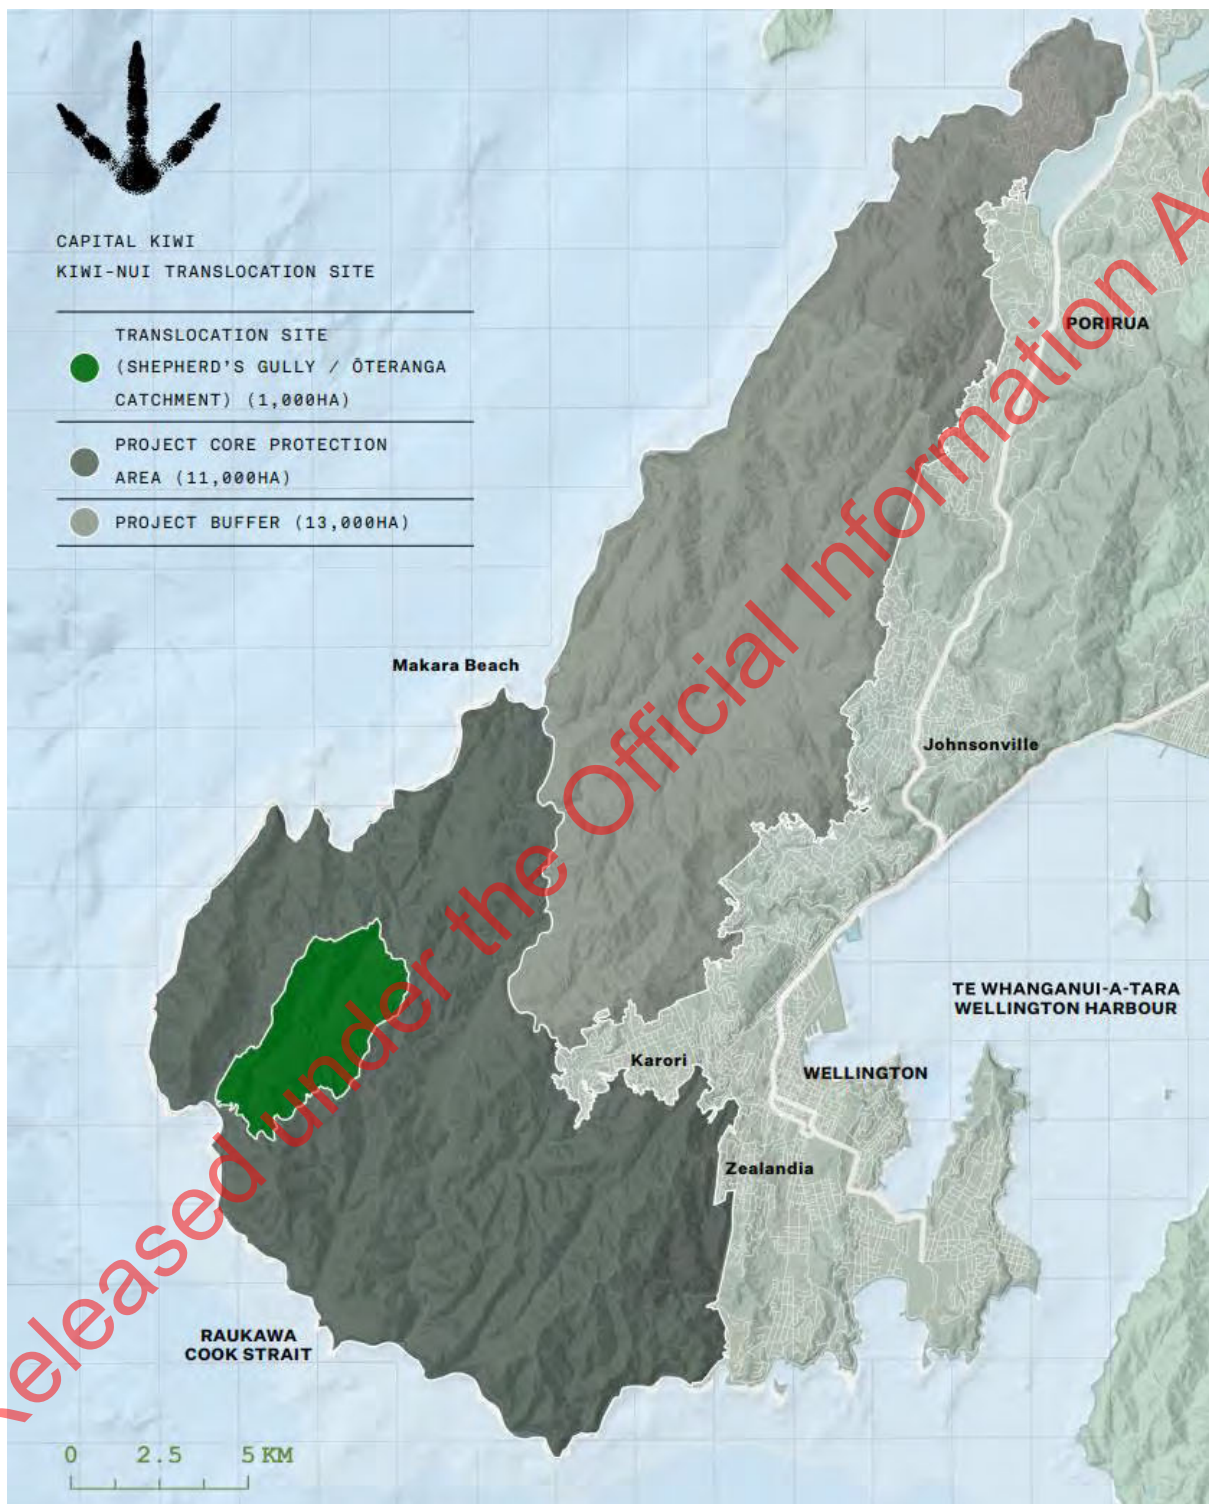 CAPITAL KIWI
KIWI-NUI TRANSLOCATION SITE
TRANSLOCATION SITE
(SHEPHERD'S GULLY / ŌTERANGA
CATCHMENT) (1,000HA)
PROJECT CORE PROTECTION
AREA (11,000HA)
PROJECT BUFFER (13,000HA)
PORIRUA
Makara Beach
Johnsonville
TE WHANGANUI-A-TARA
WELLINGTON HARBOUR
Karori
WELLINGTON
Zealandia
RAUKAWA
COOK STRAIT
0 2.5 5 KM
Released under the Official Information